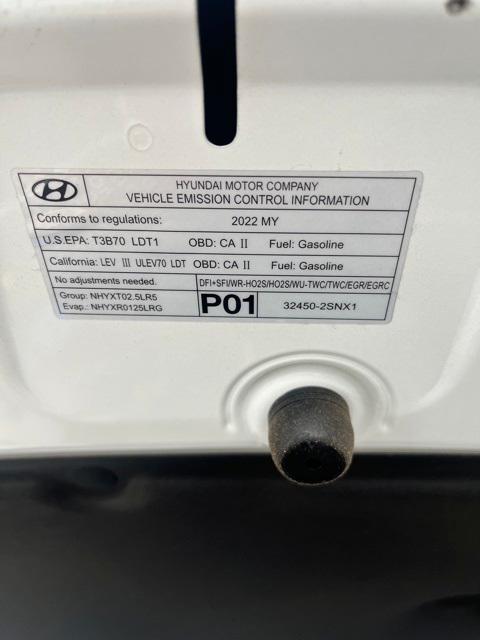 HYUNDAI MOTOR COMPANY
VEHICLE EMISSION CONTROL INFORMATION
Conforms to regulations: 2022 MY
U.S.EPA: T3B70 LDT1 OBD: CA II Fuel: Gasoline
California: LEV III ULEV70 LDT OBD: CA II Fuel: Gasoline
No adjustments needed. DFI+SFI/WR-HO2S/HO2S/WU-TWC/TWC/EGR/EGRC
Group: NHYXT02.5LR5
Evap.: NHYXR0125LRG
P01 32450-2SNX1